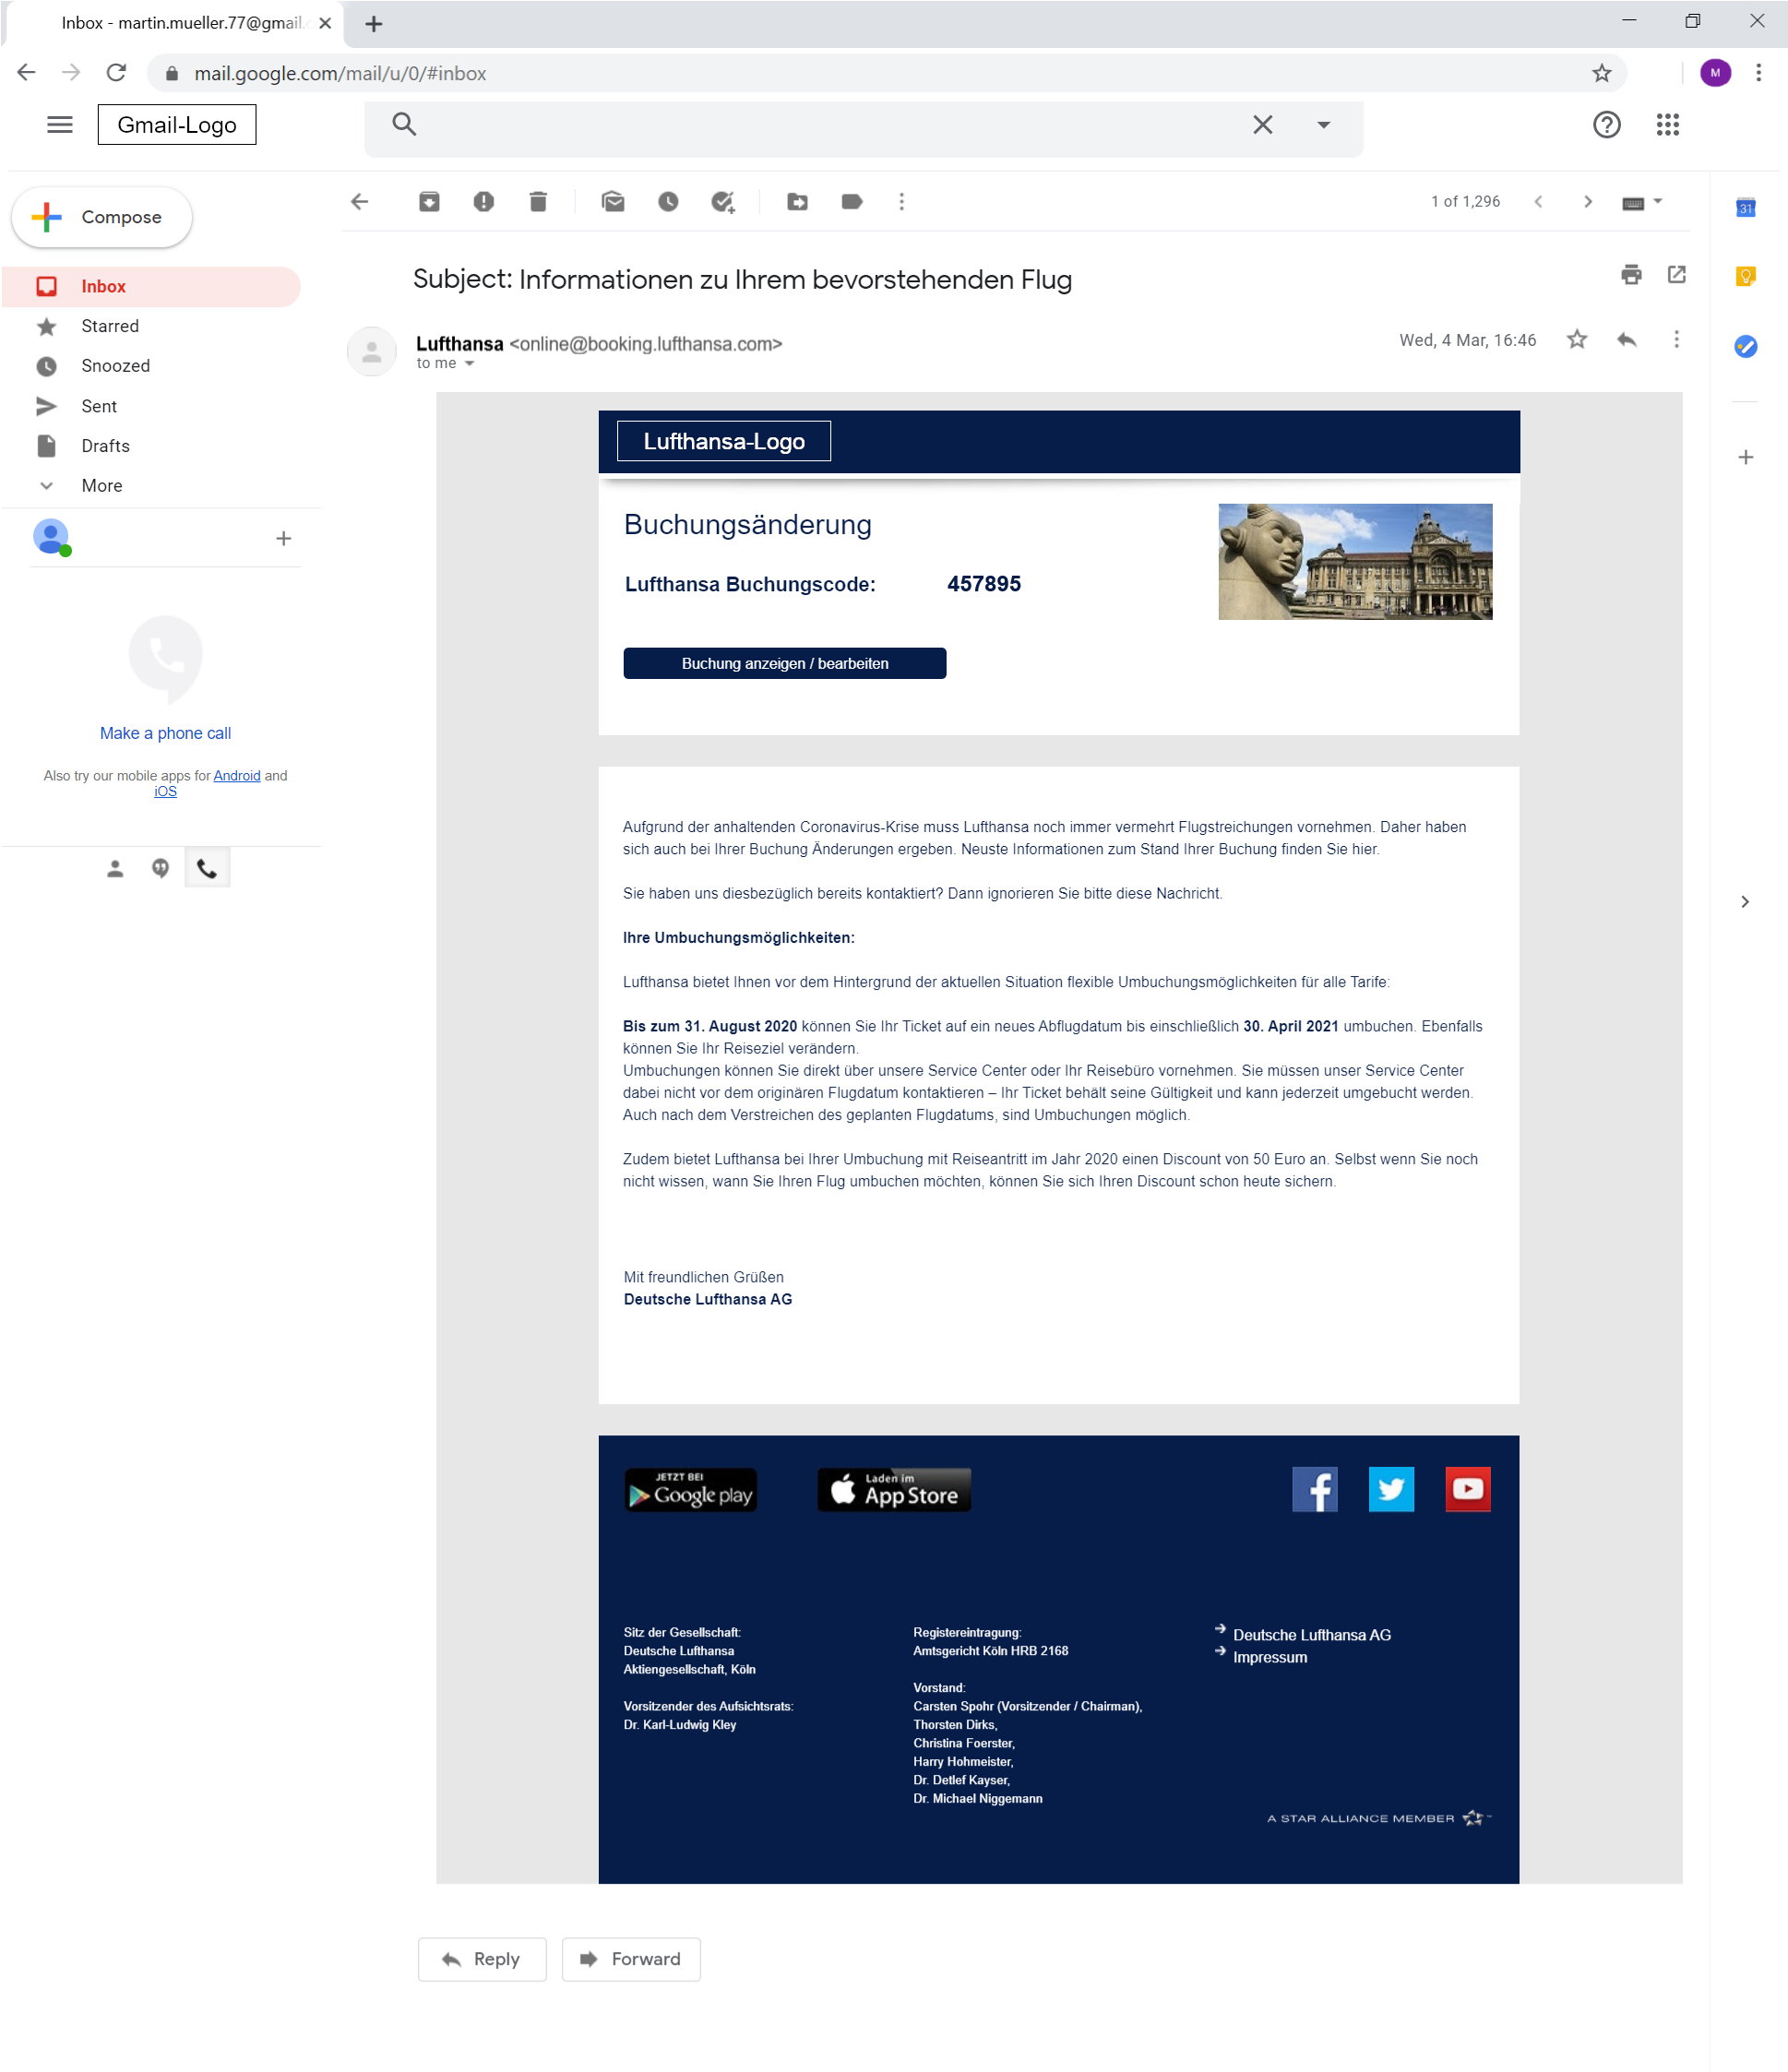 Inbox - martin.mueller.77@gmail.
mail.google.com/mail/u/0/#inbox
M
Gmail-Logo
Compose
1 of 1,296
31
Inbox
Starred
Snoozed
Sent
Drafts
More
Make a phone call
Also try our mobile apps for Android and
iOS
Subject: Informationen zu Ihrem bevorstehenden Flug
Lufthansa <online@booking.lufthansa.com>
to me
Wed, 4 Mar, 16:46
Lufthansa-Logo
Buchungsänderung
Lufthansa Buchungscode: 457895
Buchung anzeigen / bearbeiten
Aufgrund der anhaltenden Coronavirus-Krise muss Lufthansa noch immer vermehrt Flugstreichungen vornehmen. Daher haben
sich auch bei Ihrer Buchung Änderungen ergeben. Neuste Informationen zum Stand Ihrer Buchung finden Sie hier.
Sie haben uns diesbezüglich bereits kontaktiert? Dann ignorieren Sie bitte diese Nachricht.
Ihre Umbuchungsmöglichkeiten:
Lufthansa bietet Ihnen vor dem Hintergrund der aktuellen Situation flexible Umbuchungsmöglichkeiten für alle Tarife:
Bis zum 31. August 2020 können Sie Ihr Ticket auf ein neues Abflugdatum bis einschließlich 30. April 2021 umbuchen. Ebenfalls
können Sie Ihr Reiseziel verändern.
Umbuchungen können Sie direkt über unsere Service Center oder Ihr Reisebüro vornehmen. Sie müssen unser Service Center
dabei nicht vor dem originären Flugdatum kontaktieren – Ihr Ticket behält seine Gültigkeit und kann jederzeit umgebucht werden.
Auch nach dem Verstreichen des geplanten Flugdatums, sind Umbuchungen möglich.
Zudem bietet Lufthansa bei Ihrer Umbuchung mit Reiseantritt im Jahr 2020 einen Discount von 50 Euro an. Selbst wenn Sie noch
nicht wissen, wann Sie Ihren Flug umbuchen möchten, können Sie sich Ihren Discount schon heute sichern.
Mit freundlichen Grüßen
Deutsche Lufthansa AG
JETZT BEI
Google play
Laden im
App Store
Sitz der Gesellschaft:
Deutsche Lufthansa
Aktiengesellschaft, Köln
Vorsitzender des Aufsichtsrats:
Dr. Karl-Ludwig Kley
Registereintragung:
Amtsgericht Köln HRB 2168
Vorstand:
Carsten Spohr (Vorsitzender / Chairman),
Thorsten Dirks,
Christina Foerster,
Harry Hohmeister,
Dr. Detlef Kayser,
Dr. Michael Niggemann
Deutsche Lufthansa AG
Impressum
A STAR ALLIANCE MEMBER
Reply
Forward